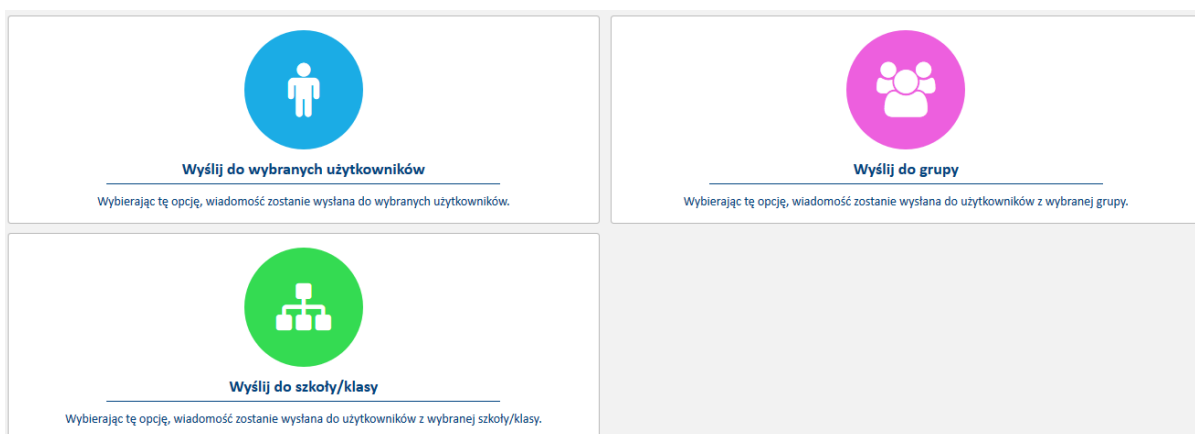 Wyślij do wybranych użytkowników
Wybierając tę opcję, wiadomość zostanie wysłana do wybranych użytkowników.
Wyślij do grupy
Wybierając tę opcję, wiadomość zostanie wysłana do użytkowników z wybranej grupy.
Wyślij do szkoły/klasy
Wybierając tę opcję, wiadomość zostanie wysłana do użytkowników z wybranej szkoły/klasy.